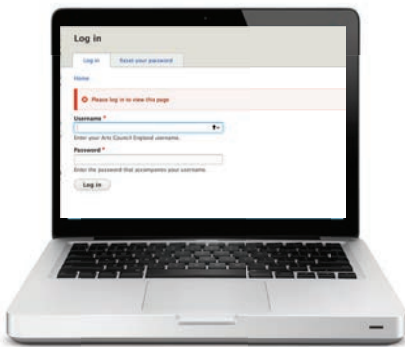 Log in
Log in Reset your password
Home
Please log in to view this page
Username *
Enter your Arts Council England username.
Password *
Enter the password that accompanies your username.
Log in